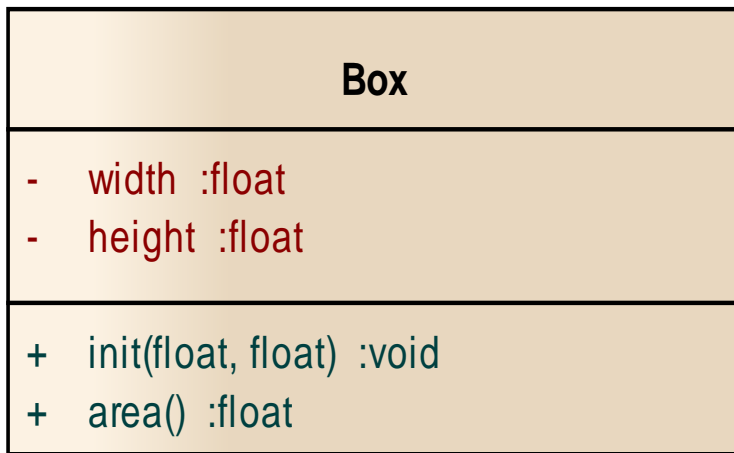 Box
- width :float
- height :float
+ init(float, float) :void
+ area() :float